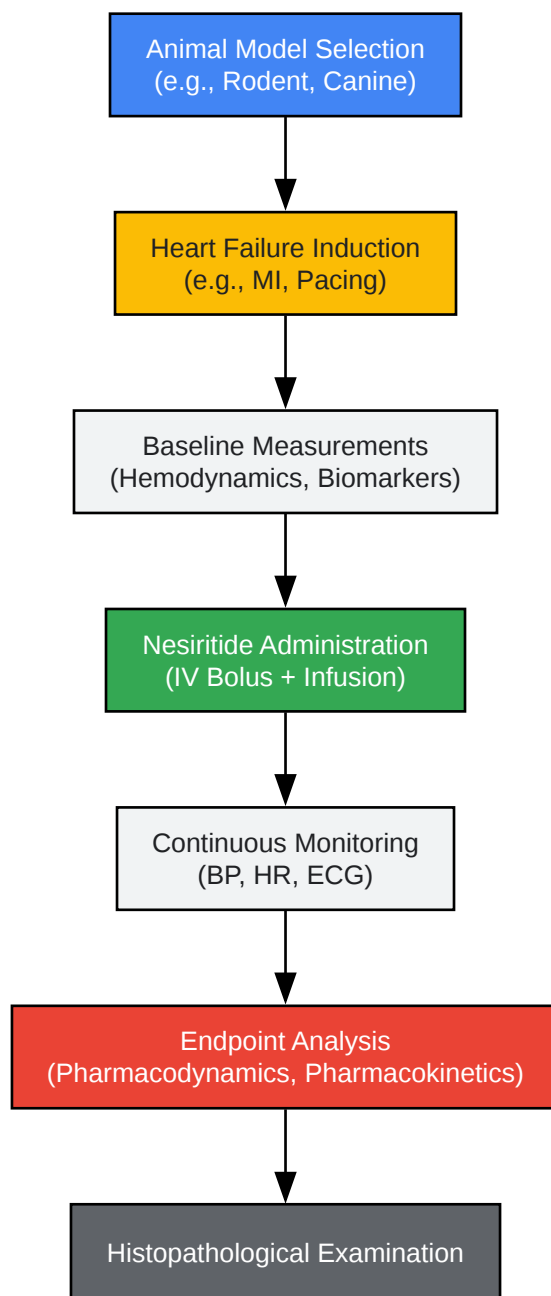 Animal Model Selection
(e.g., Rodent, Canine)
Heart Failure Induction
(e.g., MI, Pacing)
Baseline Measurements
(Hemodynamics, Biomarkers)
Nesiritide Administration
(IV Bolus + Infusion)
Continuous Monitoring
(BP, HR, ECG)
Endpoint Analysis
(Pharmacodynamics, Pharmacokinetics)
Histopathological Examination